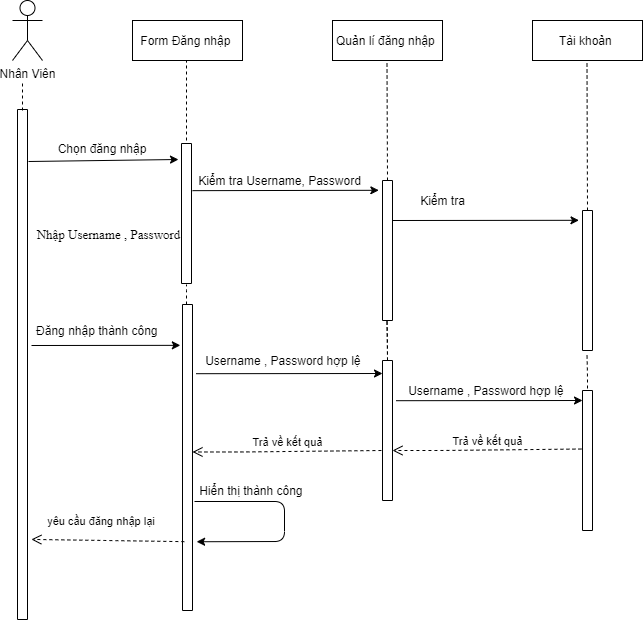 Nhân Viên
Form Đăng nhập
Quản lí đăng nhập
Tài khoản
Chọn đăng nhập
Kiểm tra Username, Password
Kiểm tra
Nhập Username , Password
Đăng nhập thành công
Username , Password hợp lệ
Username , Password hợp lệ
Trả về kết quả
Trả về kết quả
Hiển thị thành công
yêu cầu đăng nhập lại